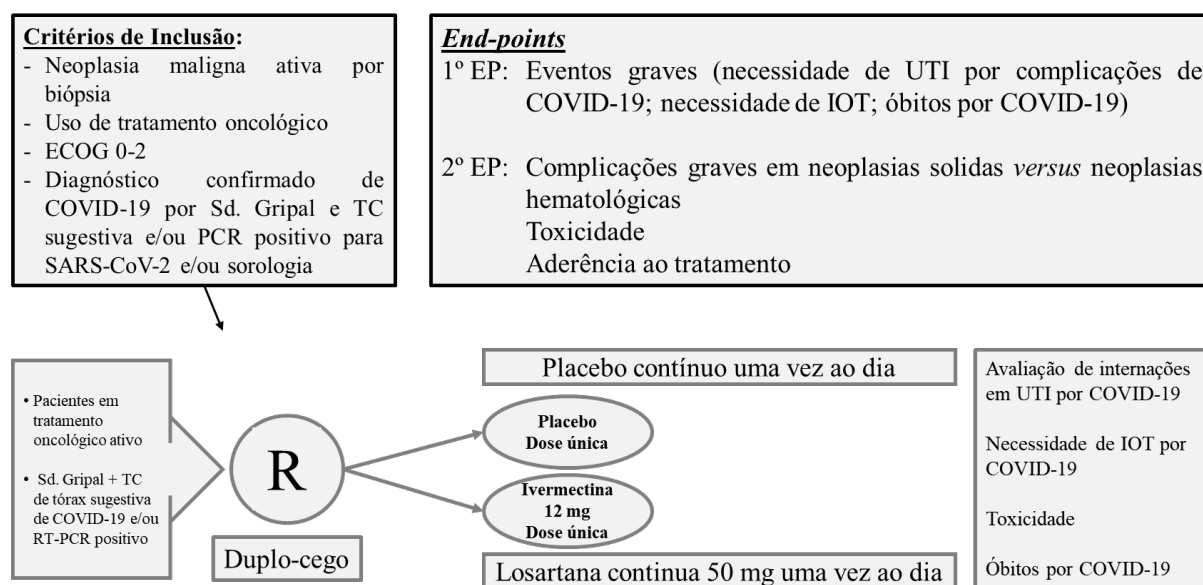 Critérios de Inclusão:
- Neoplasia maligna ativa por
biópsia
- Uso de tratamento oncológico
- ECOG 0-2
- Diagnóstico confirmado de
COVID-19 por Sd. Gripal e TC
sugestiva e/ou PCR positivo para
SARS-CoV-2 e/ou sorologia
End-points
1º EP: Eventos graves (necessidade de UTI por complicações de
COVID-19; necessidade de IOT; óbitos por COVID-19)
2º EP: Complicações graves em neoplasias solidas versus neoplasias
hematológicas
Toxicidade
Aderência ao tratamento
• Pacientes em
tratamento
oncológico ativo
• Sd. Gripal + TC
de tórax sugestiva
de COVID-19 e/ou
RT-PCR positivo
R
Duplo-cego
Placebo contínuo uma vez ao dia
Placebo
Dose única
Ivermectina
12 mg
Dose única
Losartana continua 50 mg uma vez ao dia
Avaliação de internações
em UTI por COVID-19
Necessidade de IOT por
COVID-19
Toxicidade
Óbitos por COVID-19